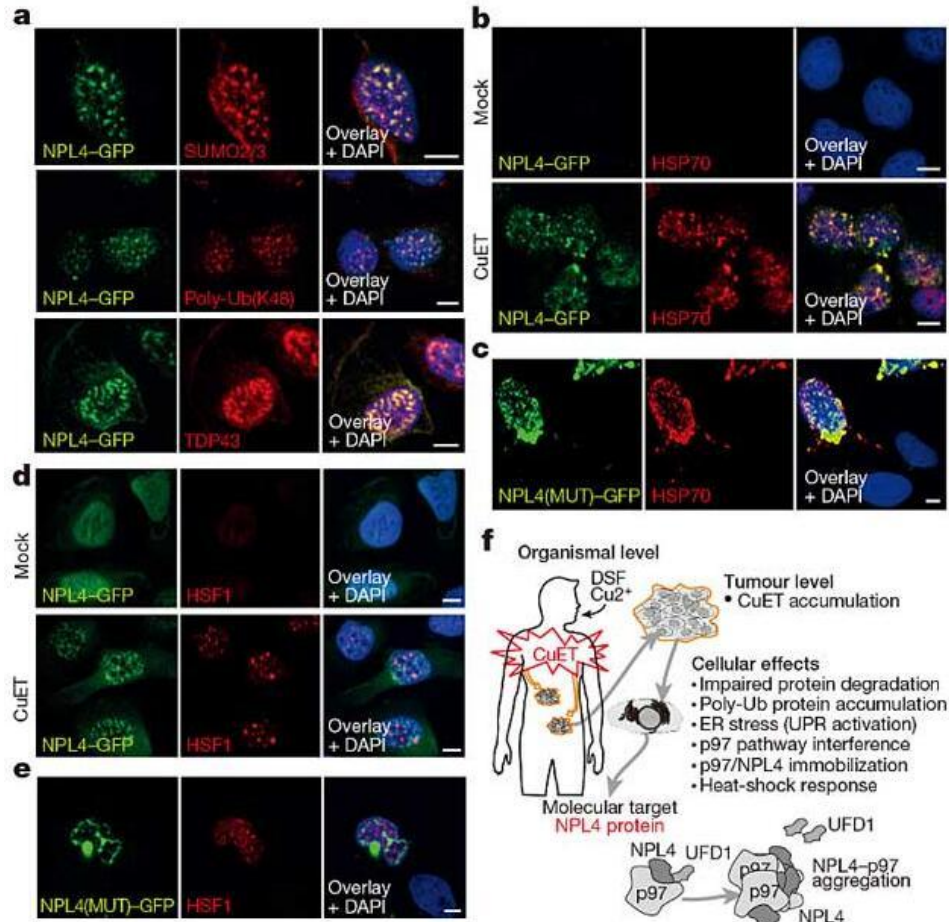 a
NPL4–GFP
SUMO2/3
Overlay
+ DAPI
NPL4–GFP
Poly-Ub(K48)
Overlay
+ DAPI
NPL4–GFP
TDP43
Overlay
+ DAPI
b
Mock
NPL4–GFP
HSP70
Overlay
+ DAPI
CuET
NPL4–GFP
HSP70
Overlay
+ DAPI
c
NPL4(MUT)–GFP
HSP70
Overlay
+ DAPI
d
Mock
NPL4–GFP
HSF1
Overlay
+ DAPI
CuET
NPL4–GFP
HSF1
Overlay
+ DAPI
e
NPL4(MUT)–GFP
HSF1
Overlay
+ DAPI
f
Organismal level
DSF
Cu2+
CuET
Tumour level
• CuET accumulation
Cellular effects
• Impaired protein degradation
• Poly-Ub protein accumulation
• ER stress (UPR activation)
• p97 pathway interference
• p97/NPL4 immobilization
• Heat-shock response
Molecular target
NPL4 protein
NPL4
UFD1
p97
UFD1
p97
p97
NPL4–p97
aggregation
NPL4